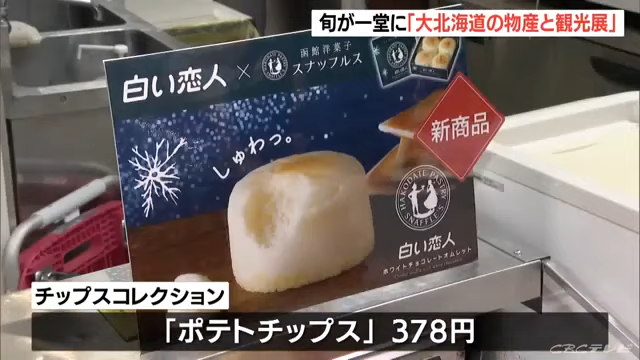 旬が一堂に「大北海道の物産と観光展」
白い恋人×函館洋菓子スナッフルス
新商品
しゅわっ。
HAKODATE PASTRY
SNAFFLE'S
白い恋人
ホワイトチョコレートオムレット
チップスコレクション
「ポテトチップス」378円
CBCテレビ